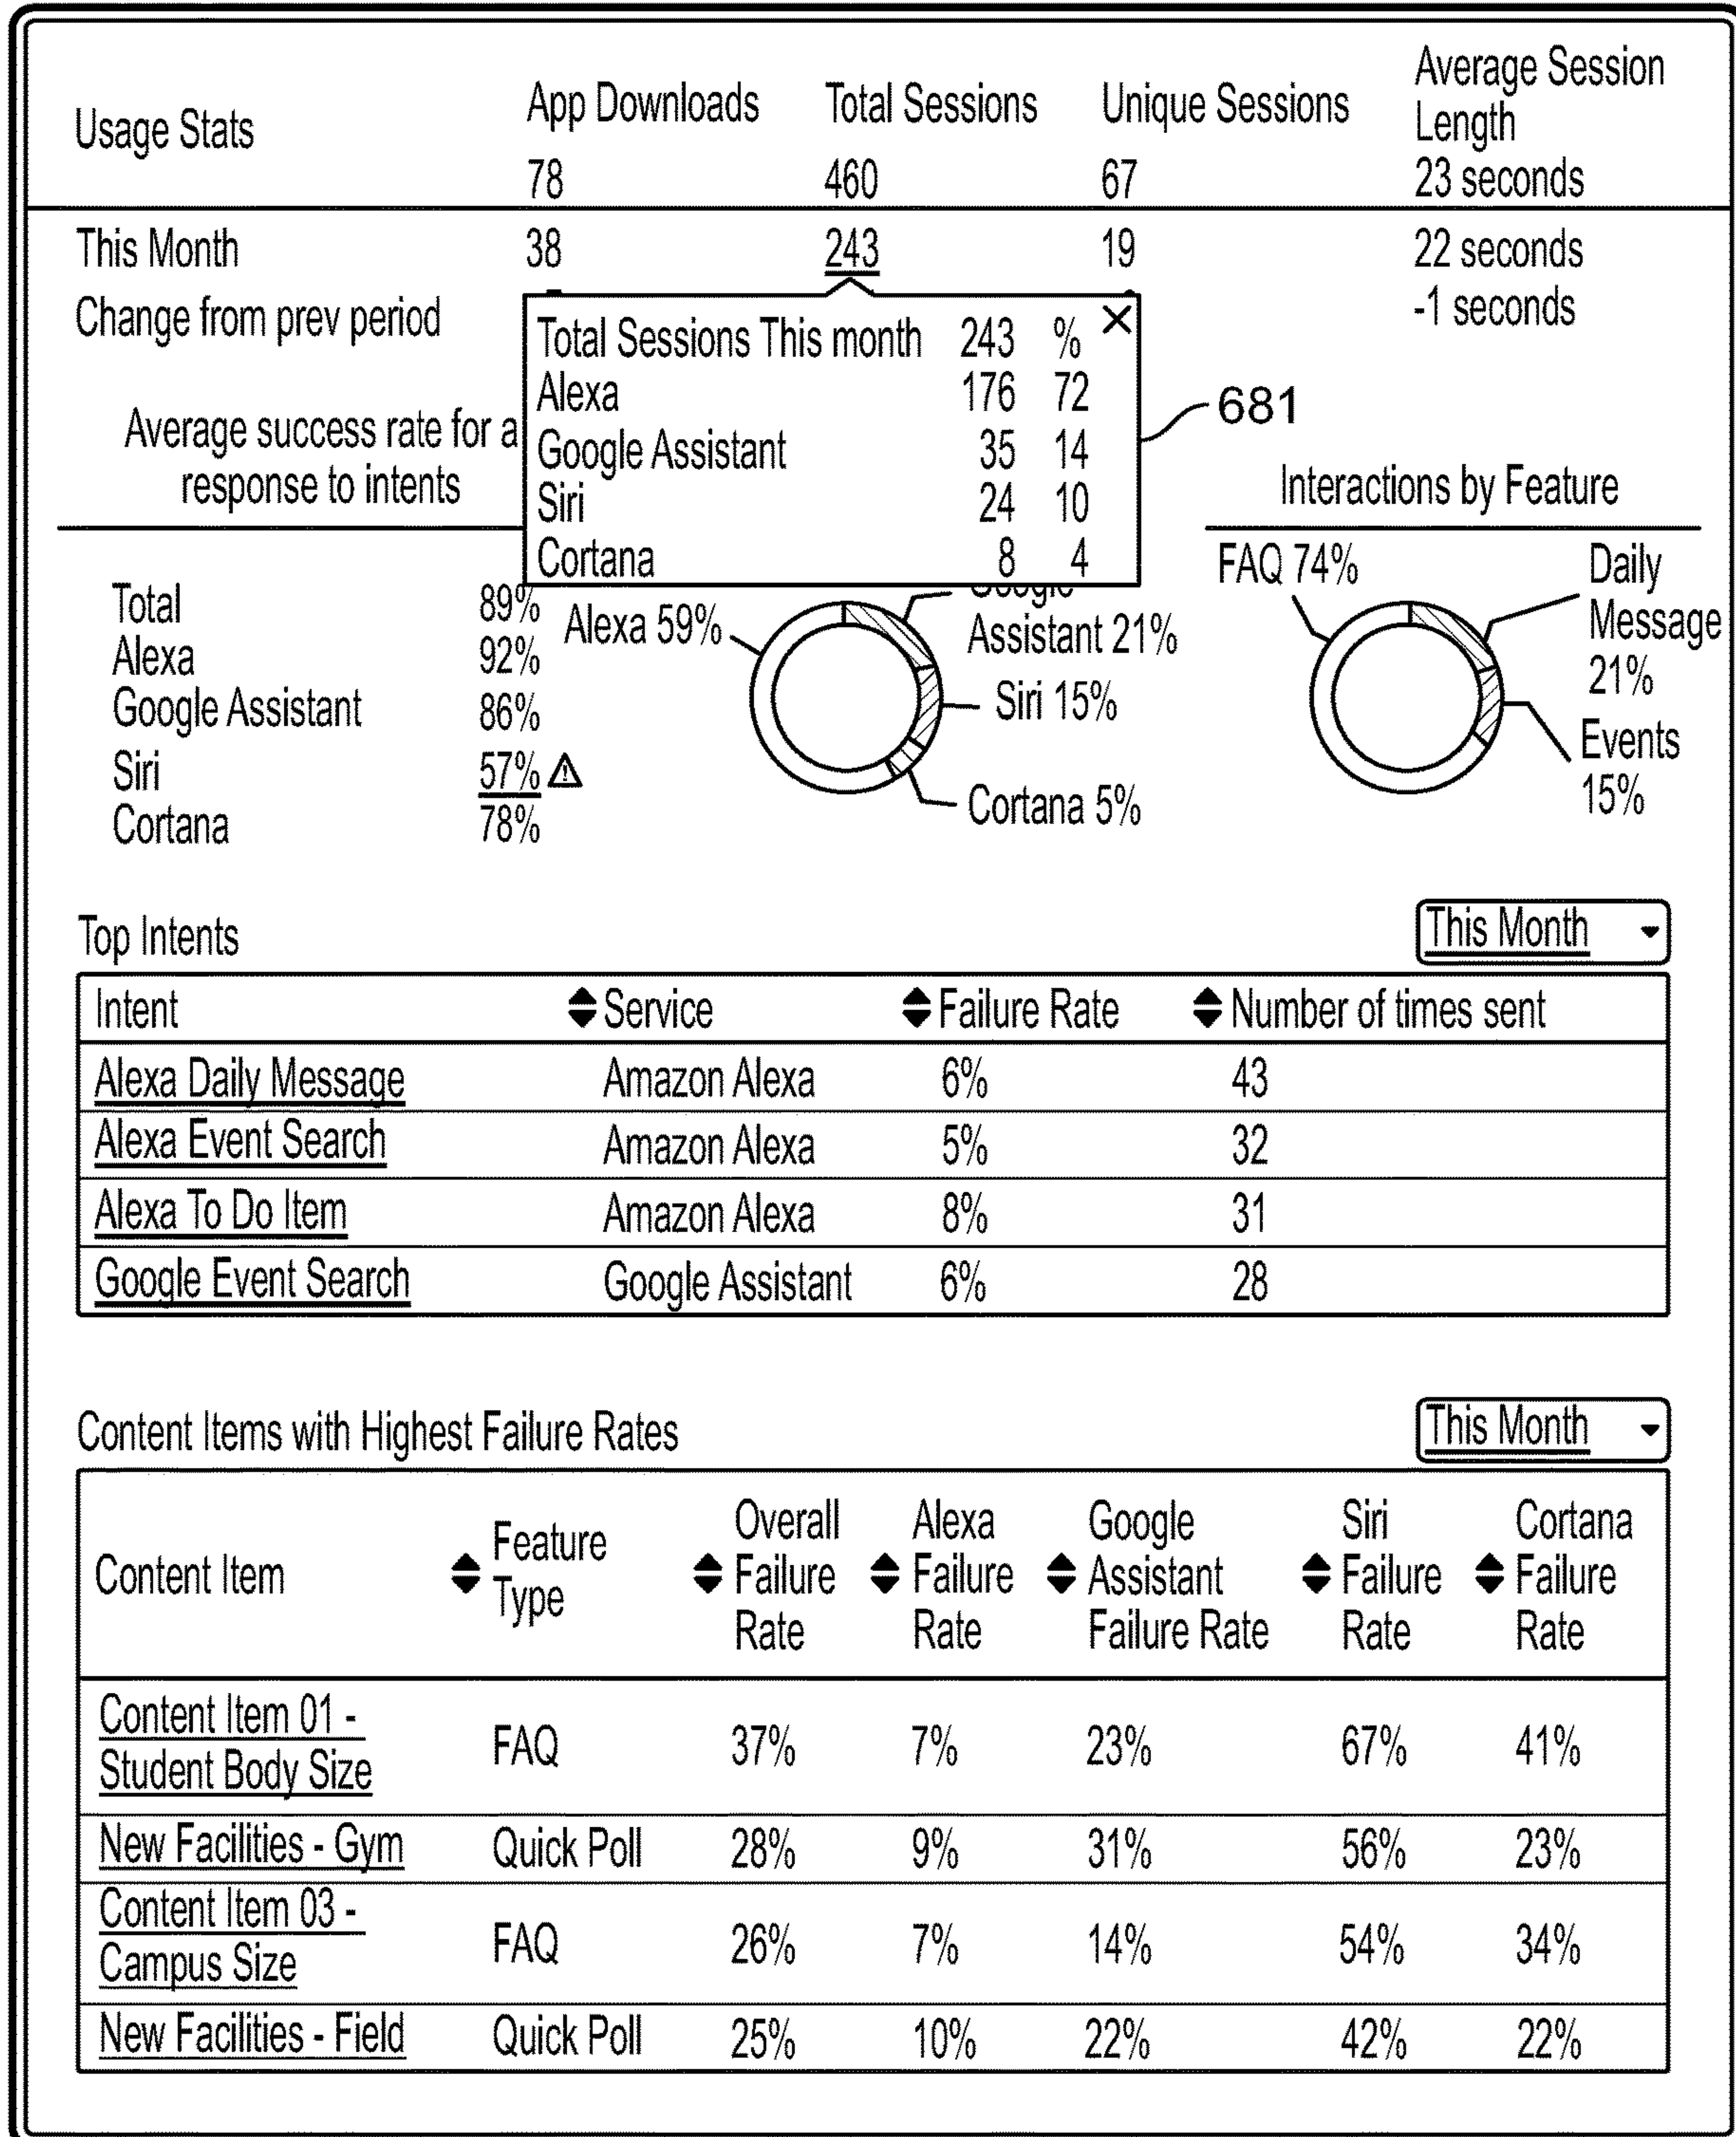 Usage Stats
App Downloads
Total Sessions
Unique Sessions
Average Session
Length
78
460
67
23 seconds
This Month
38
243
19
22 seconds
Change from prev period
-1 seconds
Total Sessions This month 243 %
Alexa 176 72
Google Assistant 35 14
Siri 24 10
Cortana 8 4
681
Average success rate for a
response to intents
Total 89%
Alexa 92%
Google Assistant 86%
Siri 57%
Cortana 78%
Alexa 59%
Assistant 21%
Siri 15%
Cortana 5%
Interactions by Feature
FAQ 74%
Daily
Message
21%
Events
15%
Top Intents
This Month
Intent Service Failure Rate Number of times sent
Alexa Daily Message Amazon Alexa 6% 43
Alexa Event Search Amazon Alexa 5% 32
Alexa To Do Item Amazon Alexa 8% 31
Google Event Search Google Assistant 6% 28
Content Items with Highest Failure Rates
This Month
Content Item
Feature
Type
Overall
Failure
Rate
Alexa
Failure
Rate
Google
Assistant
Failure Rate
Siri
Failure
Rate
Cortana
Failure
Rate
Content Item 01 -
Student Body Size
FAQ 37% 7% 23% 67% 41%
New Facilities - Gym Quick Poll 28% 9% 31% 56% 23%
Content Item 03 -
Campus Size
FAQ 26% 7% 14% 54% 34%
New Facilities - Field Quick Poll 25% 10% 22% 42% 22%